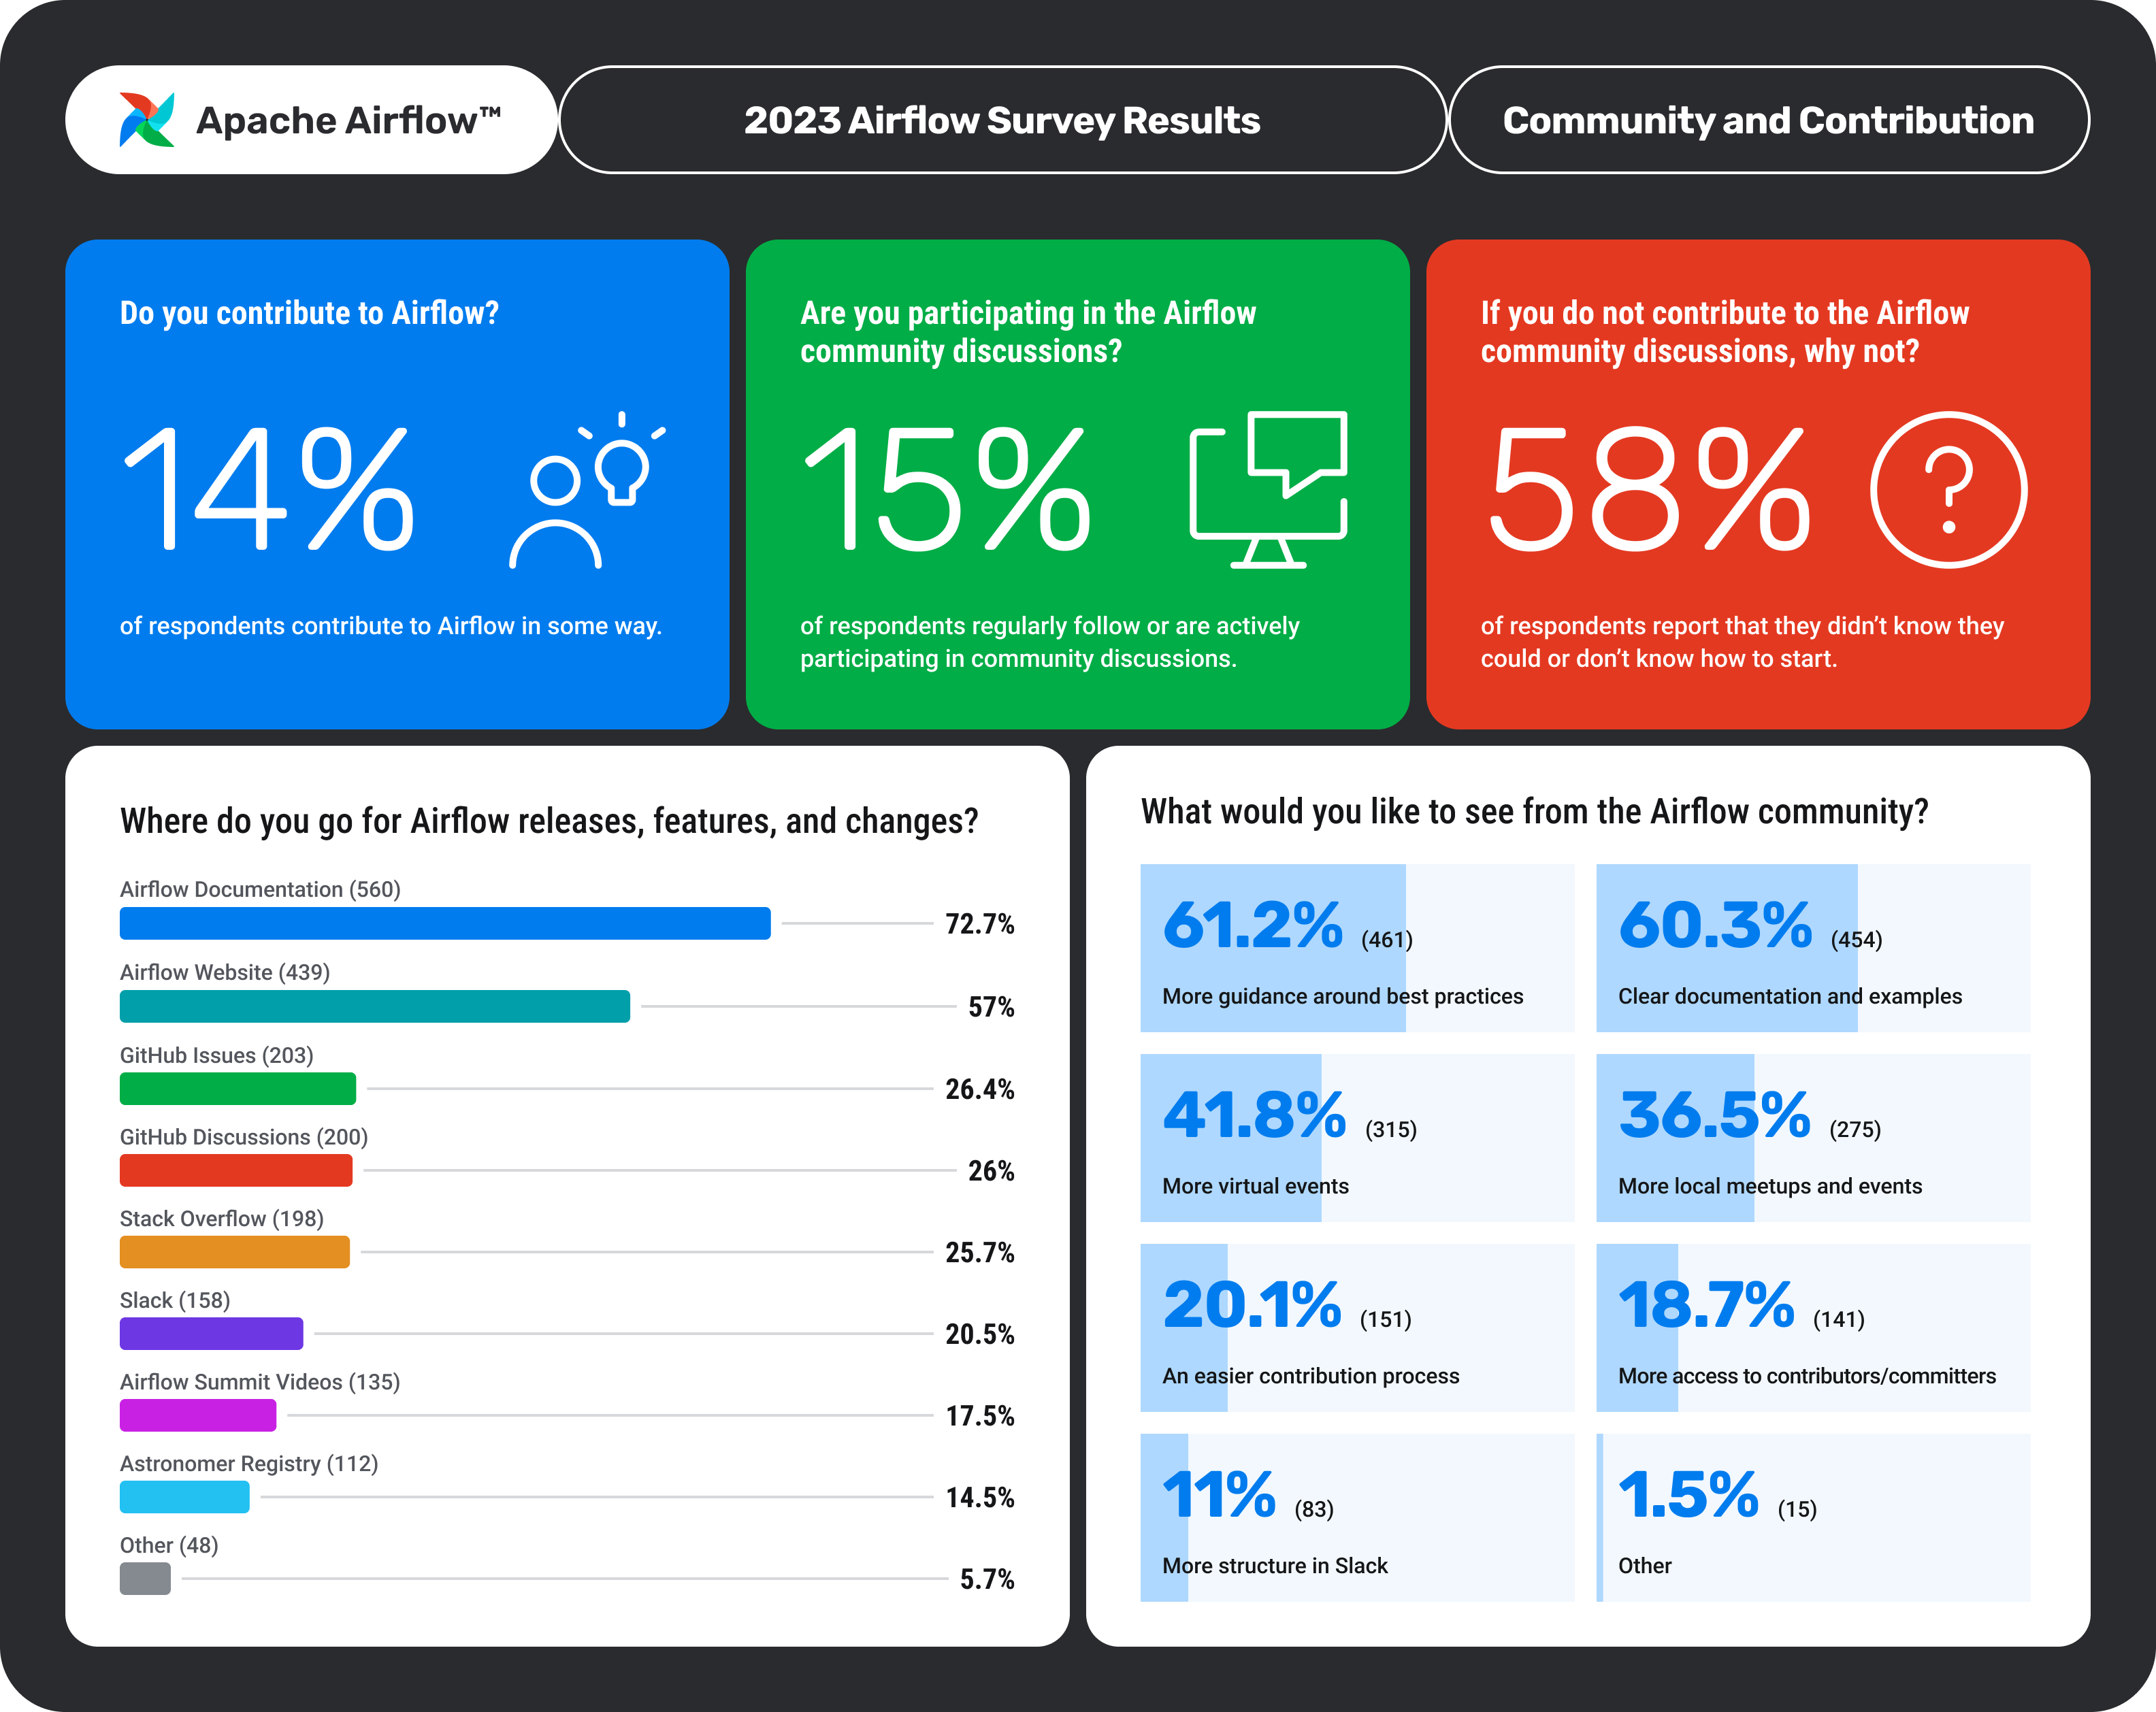 Apache Airflow™
2023 Airflow Survey Results
Community and Contribution
Do you contribute to Airflow?
14%
of respondents contribute to Airflow in some way.
Are you participating in the Airflow
community discussions?
15%
of respondents regularly follow or are actively
participating in community discussions.
If you do not contribute to the Airflow
community discussions, why not?
58%
?
of respondents report that they didn’t know they
could or don’t know how to start.
Where do you go for Airflow releases, features, and changes?
Airflow Documentation (560)
72.7%
Airflow Website (439)
57%
GitHub Issues (203)
26.4%
GitHub Discussions (200)
26%
Stack Overflow (198)
25.7%
Slack (158)
20.5%
Airflow Summit Videos (135)
17.5%
Astronomer Registry (112)
14.5%
Other (48)
5.7%
What would you like to see from the Airflow community?
61.2% (461)
More guidance around best practices
60.3% (454)
Clear documentation and examples
41.8% (315)
More virtual events
36.5% (275)
More local meetups and events
20.1% (151)
An easier contribution process
18.7% (141)
More access to contributors/committers
11% (83)
More structure in Slack
1.5% (15)
Other